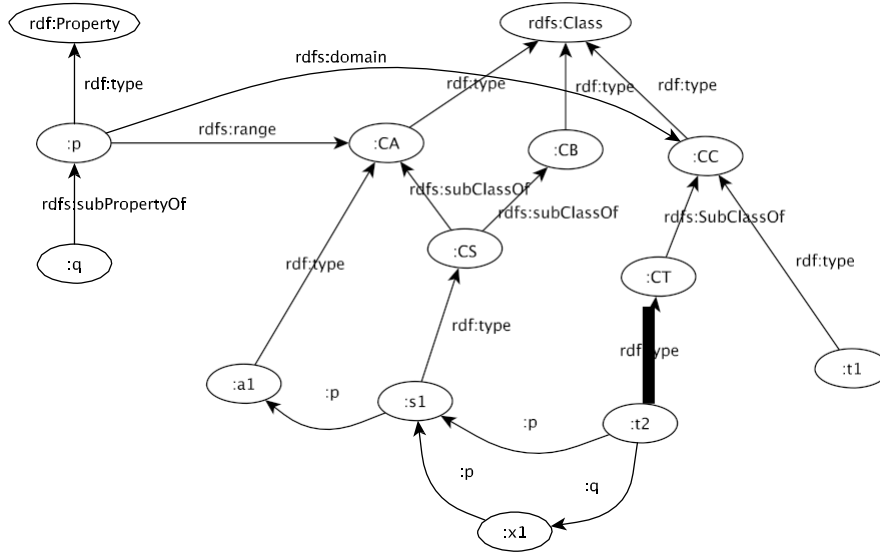 rdf:Property
rdfs:Class
rdfs:domain
rdf:type
rdf:type
rdf:type
rdf:type
rdfs:range
:p
:CA
:CB
:CC
rdfs:subClassOf
rdfs:subPropertyOf
rdfs:subClassOf
rdfs:SubClassOf
:CS
:q
rdf:type
rdf:type
:CT
rdf:type
:t1
:a1
:p
:s1
:p
:t2
:p
:q
:x1